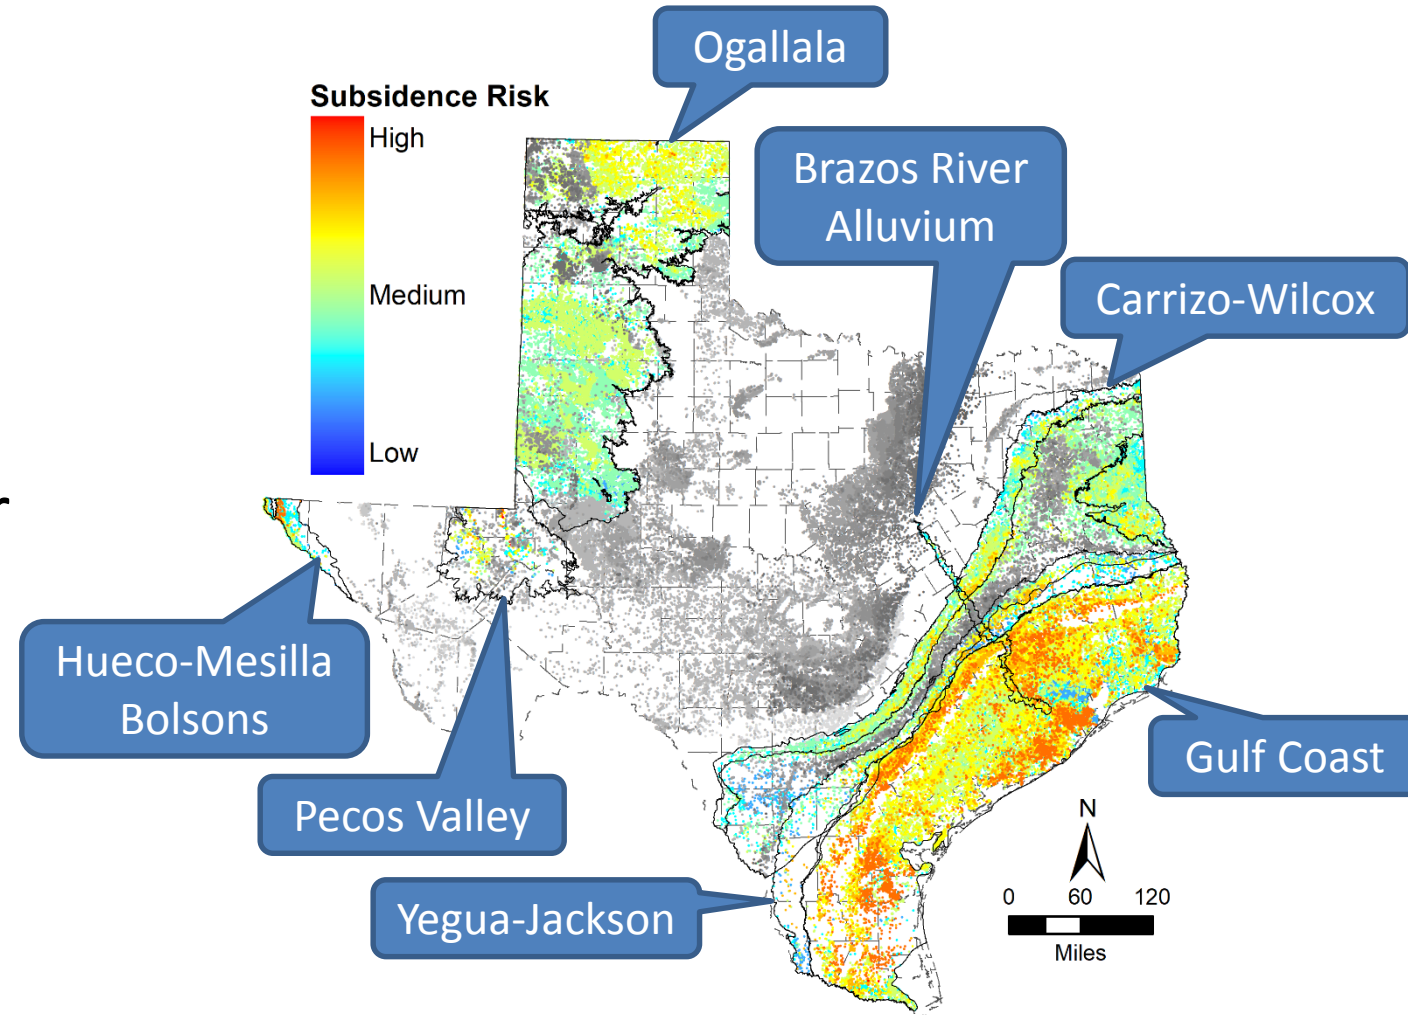 Ogallala
Subsidence Risk
High
Medium
Low
Brazos River
Alluvium
Carrizo-Wilcox
r
Hueco-Mesilla
Bolsons
Pecos Valley
Gulf Coast
Yegua-Jackson
N
0 60 120
Miles